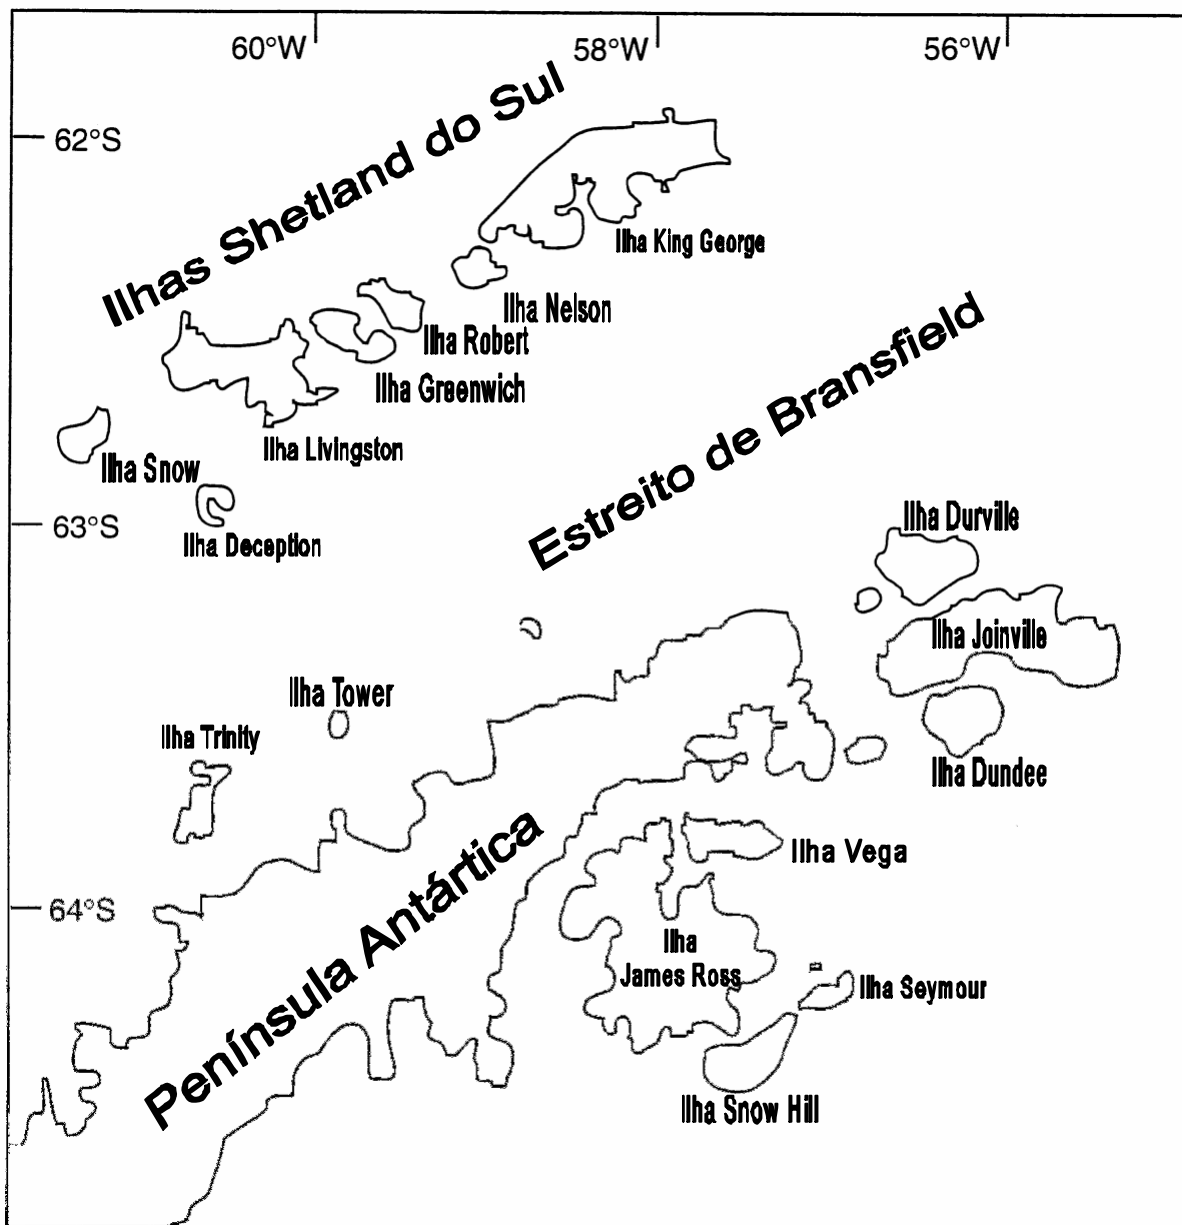 60°W
58°W
56°W
62°S
Ilhas Shetland do Sul
Ilha King George
Ilha Nelson
Ilha Robert
Ilha Greenwich
Ilha Livingston
Ilha Snow
Estreito de Bransfield
63°S
Ilha Deception
Ilha Durville
Ilha Joinville
Ilha Tower
Ilha Trinity
Ilha Dundee
Península Antártica
Ilha Vega
64°S
Ilha
James Ross
Ilha Seymour
Ilha Snow Hill